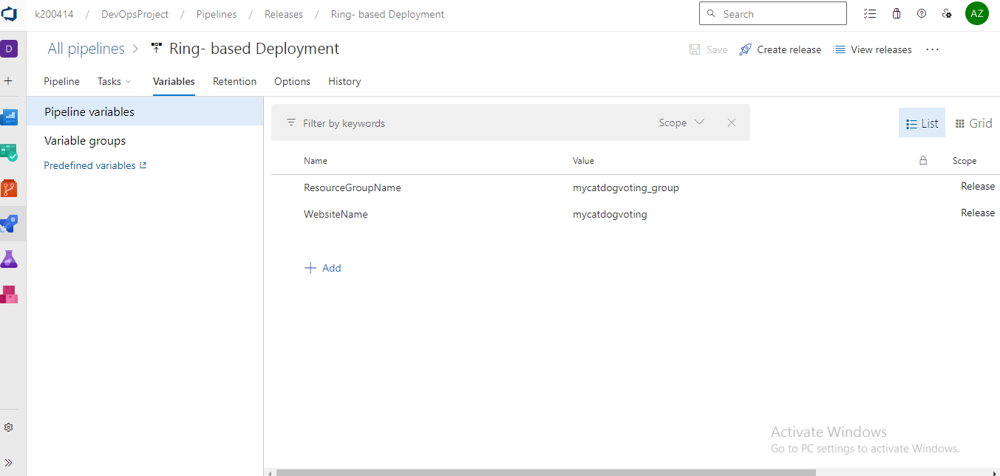 k200414 / DevOpsProject / Pipelines / Releases / Ring- based Deployment
Search
AZ
D
All pipelines > Ring- based Deployment
Save
Create release
View releases
...
Pipeline
Tasks
Variables
Retention
Options
History
Pipeline variables
Variable groups
Predefined variables
Filter by keywords
Scope
List
Grid
Name Value Scope
ResourceGroupName mycatdogvoting_group Release
WebsiteName mycatdogvoting Release
+ Add
Activate Windows
Go to PC settings to activate Windows.